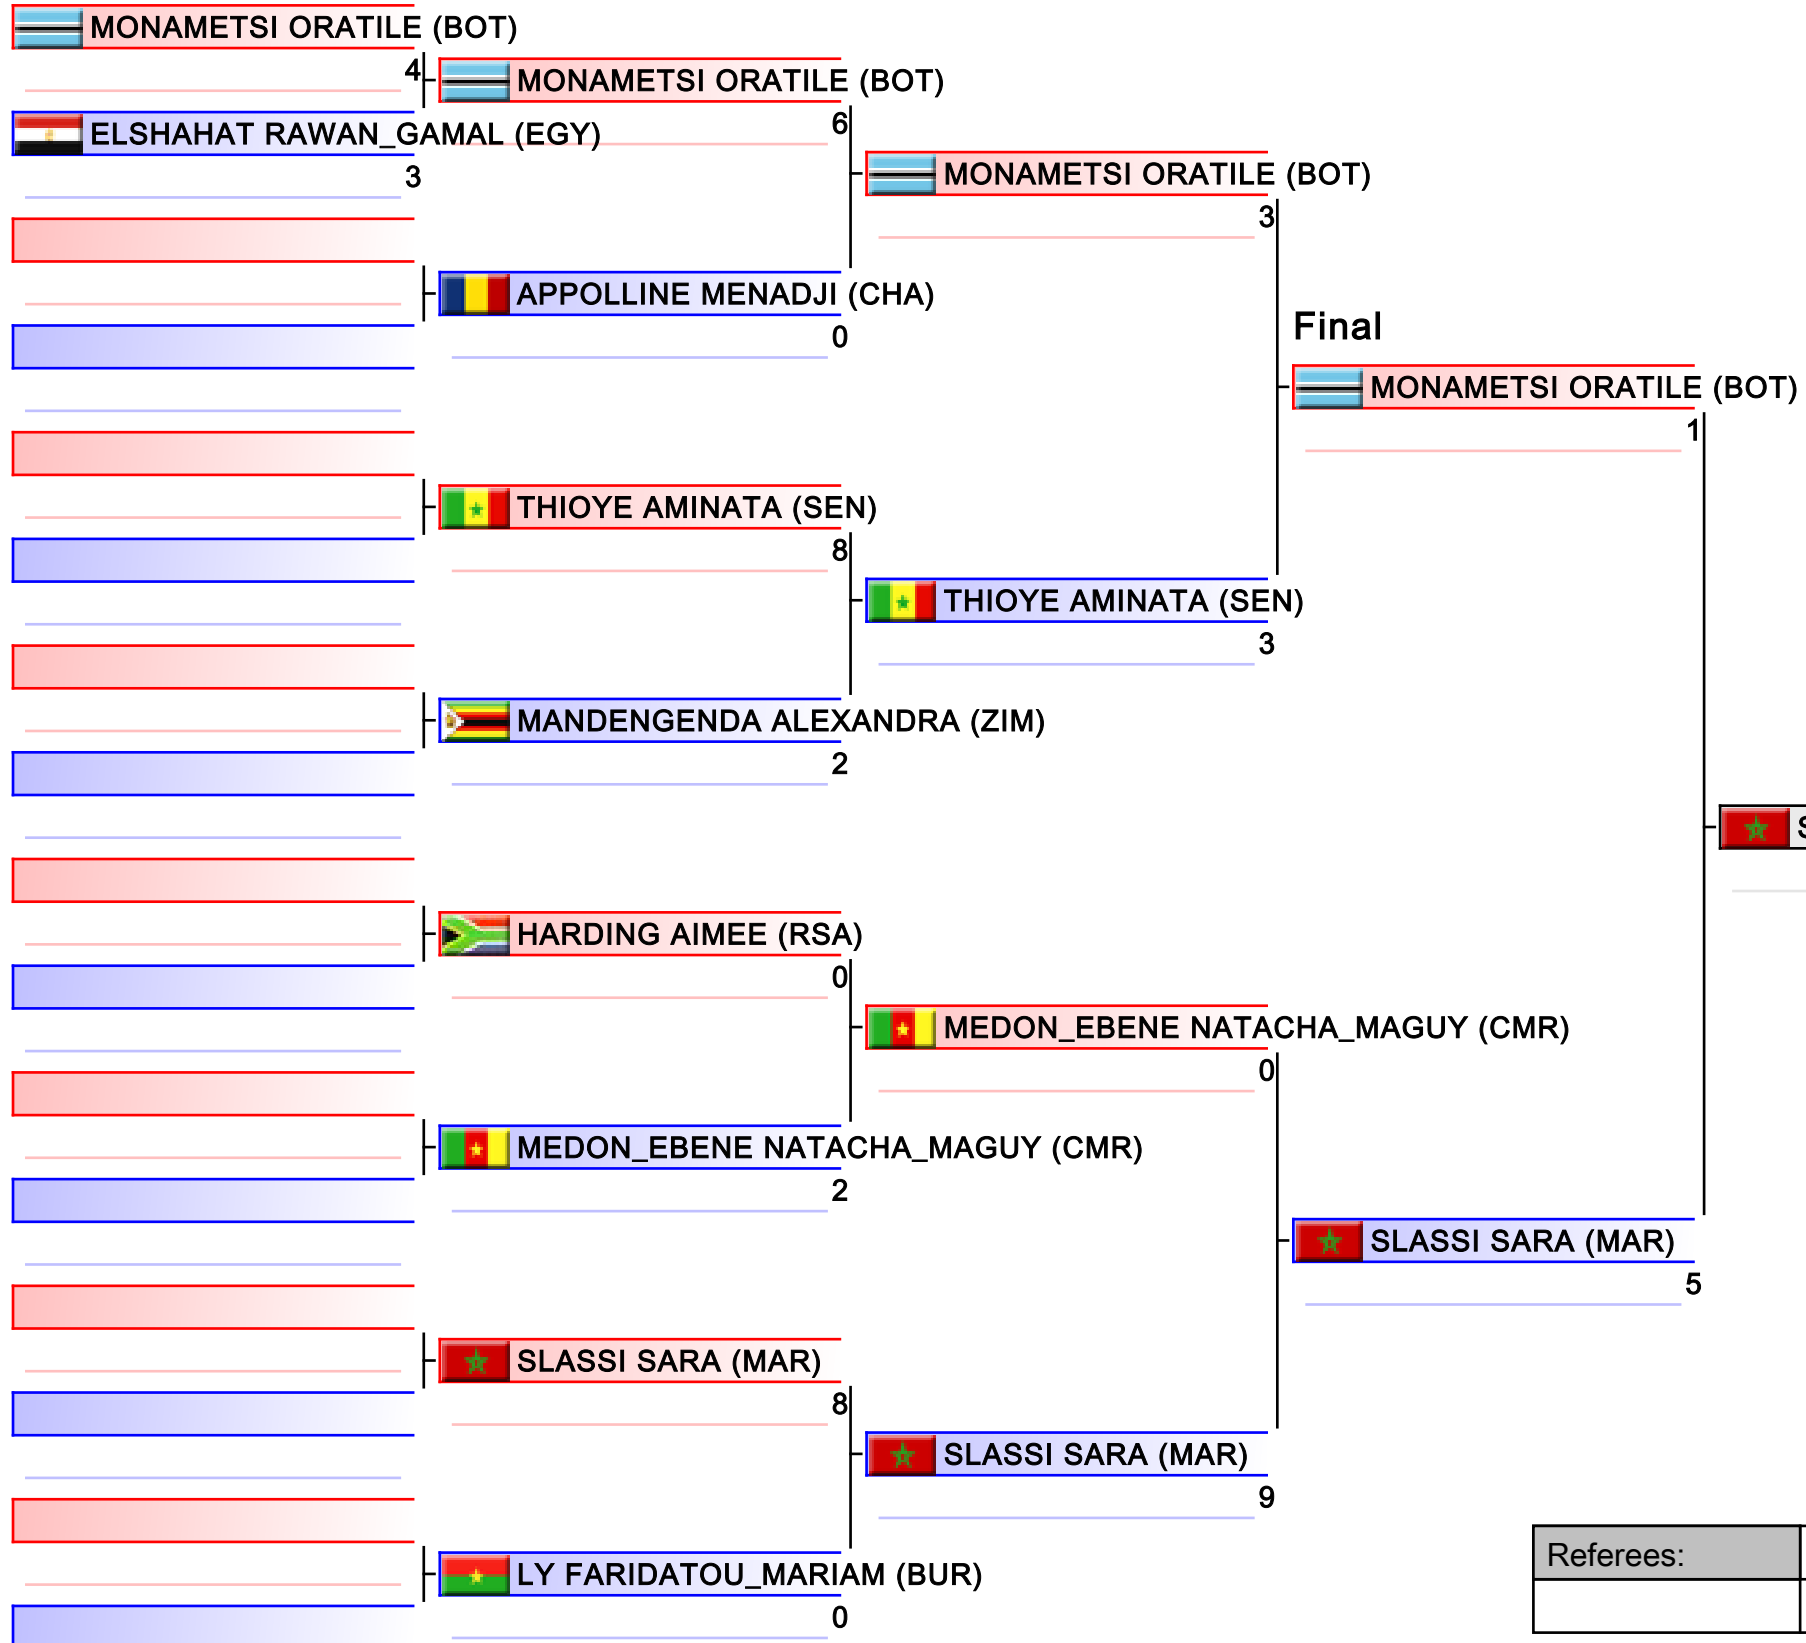 MONAMETSI ORATILE (BOT)
4
ELSHAHAT RAWAN_GAMAL (EGY)
3
MONAMETSI ORATILE (BOT)
6
APPOLLINE MENADJI (CHA)
0
THIOYE AMINATA (SEN)
8
MANDENGENDA ALEXANDRA (ZIM)
2
HARDING AIMEE (RSA)
0
MEDON_EBENE NATACHA_MAGUY (CMR)
2
SLASSI SARA (MAR)
8
LY FARIDATOU_MARIAM (BUR)
0
MONAMETSI ORATILE (BOT)
3
THIOYE AMINATA (SEN)
3
MEDON_EBENE NATACHA_MAGUY (CMR)
0
SLASSI SARA (MAR)
9
Final
MONAMETSI ORATILE (BOT)
1
SLASSI SARA (MAR)
5
Referees: